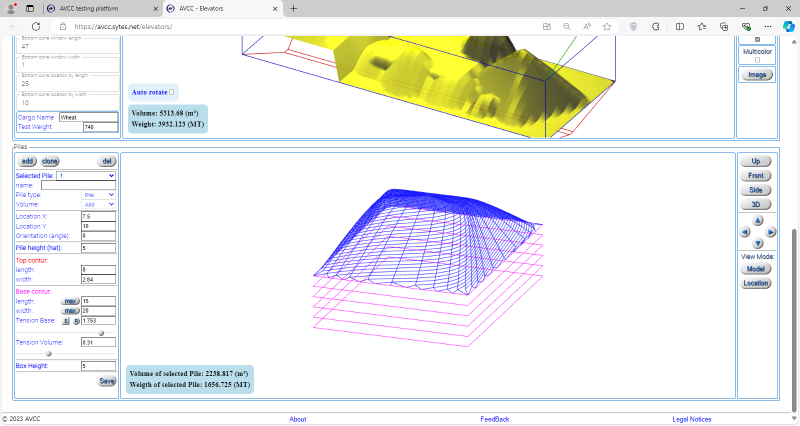 AVCC testing platform
AVCC - Elevators
https://avcc.sytes.net/elevators/
Bottom cone window length
47
Bottom cone window width
1
Bottom cone location by length
25
Bottom cone location by width
10
Cargo Name Wheat
Test Weight 740
Auto rotate
Volume: 5313.68 (m³)
Weight: 3932.123 (MT)
Multicolor
Image
Piles
add clone del
Selected Pile: 1.
name:
Pile type: Pile
Volume: Add
Location X: 7.5
Location Y: 10
Orientation (angle): 0
Pile height (hat): 5
Top contur:
length: 8
width: 2.84
Base contur:
length: max 15
width: max 20
Tension Base: 1.753
Tension Volume: 0.31
Box Height: 5
Save
Volume of selected Pile: 2238.817 (m³)
Weigth of selected Pile: 1656.725 (MT)
Up
Front
Side
3D
View Mode:
Model
Location
© 2023 AVCC
About
FeedBack
Legal Notices